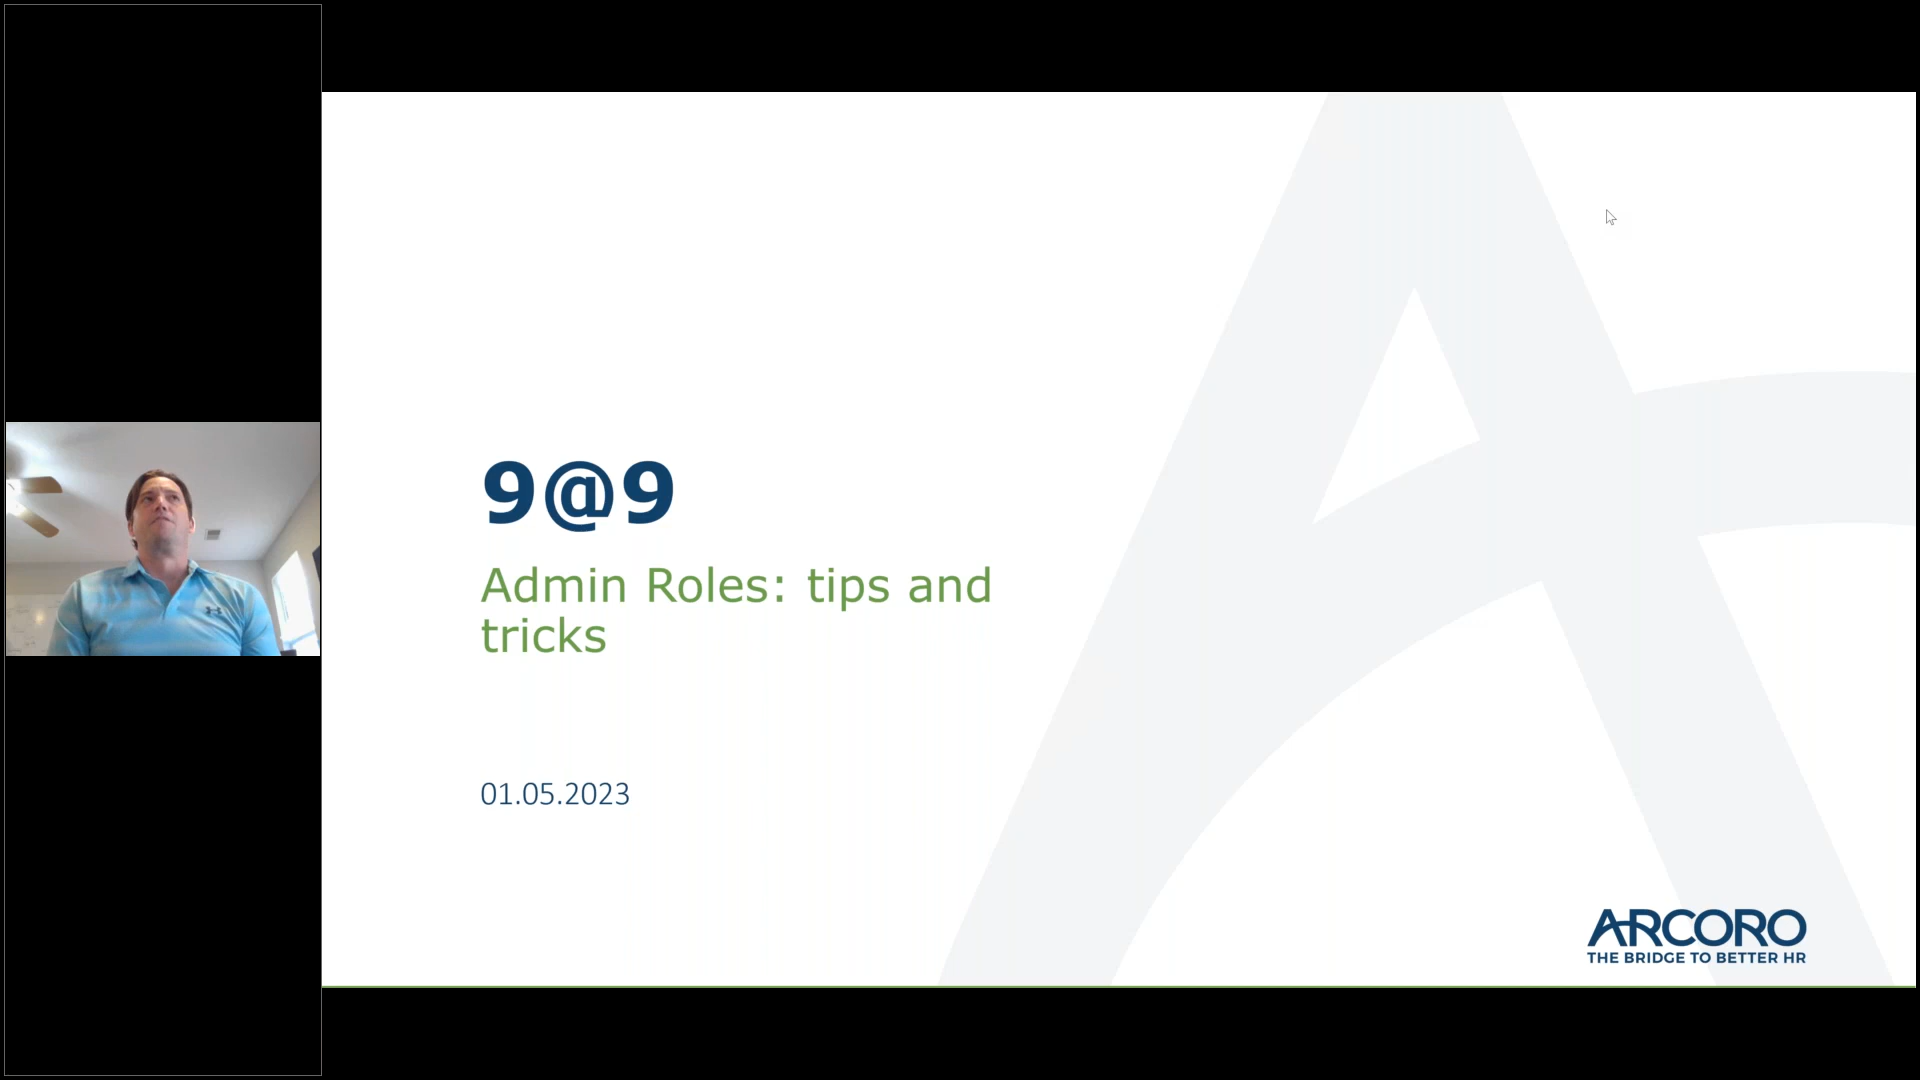 9@9
Admin Roles: tips and
tricks
01.05.2023
ARCORO
THE BRIDGE TO BETTER HR